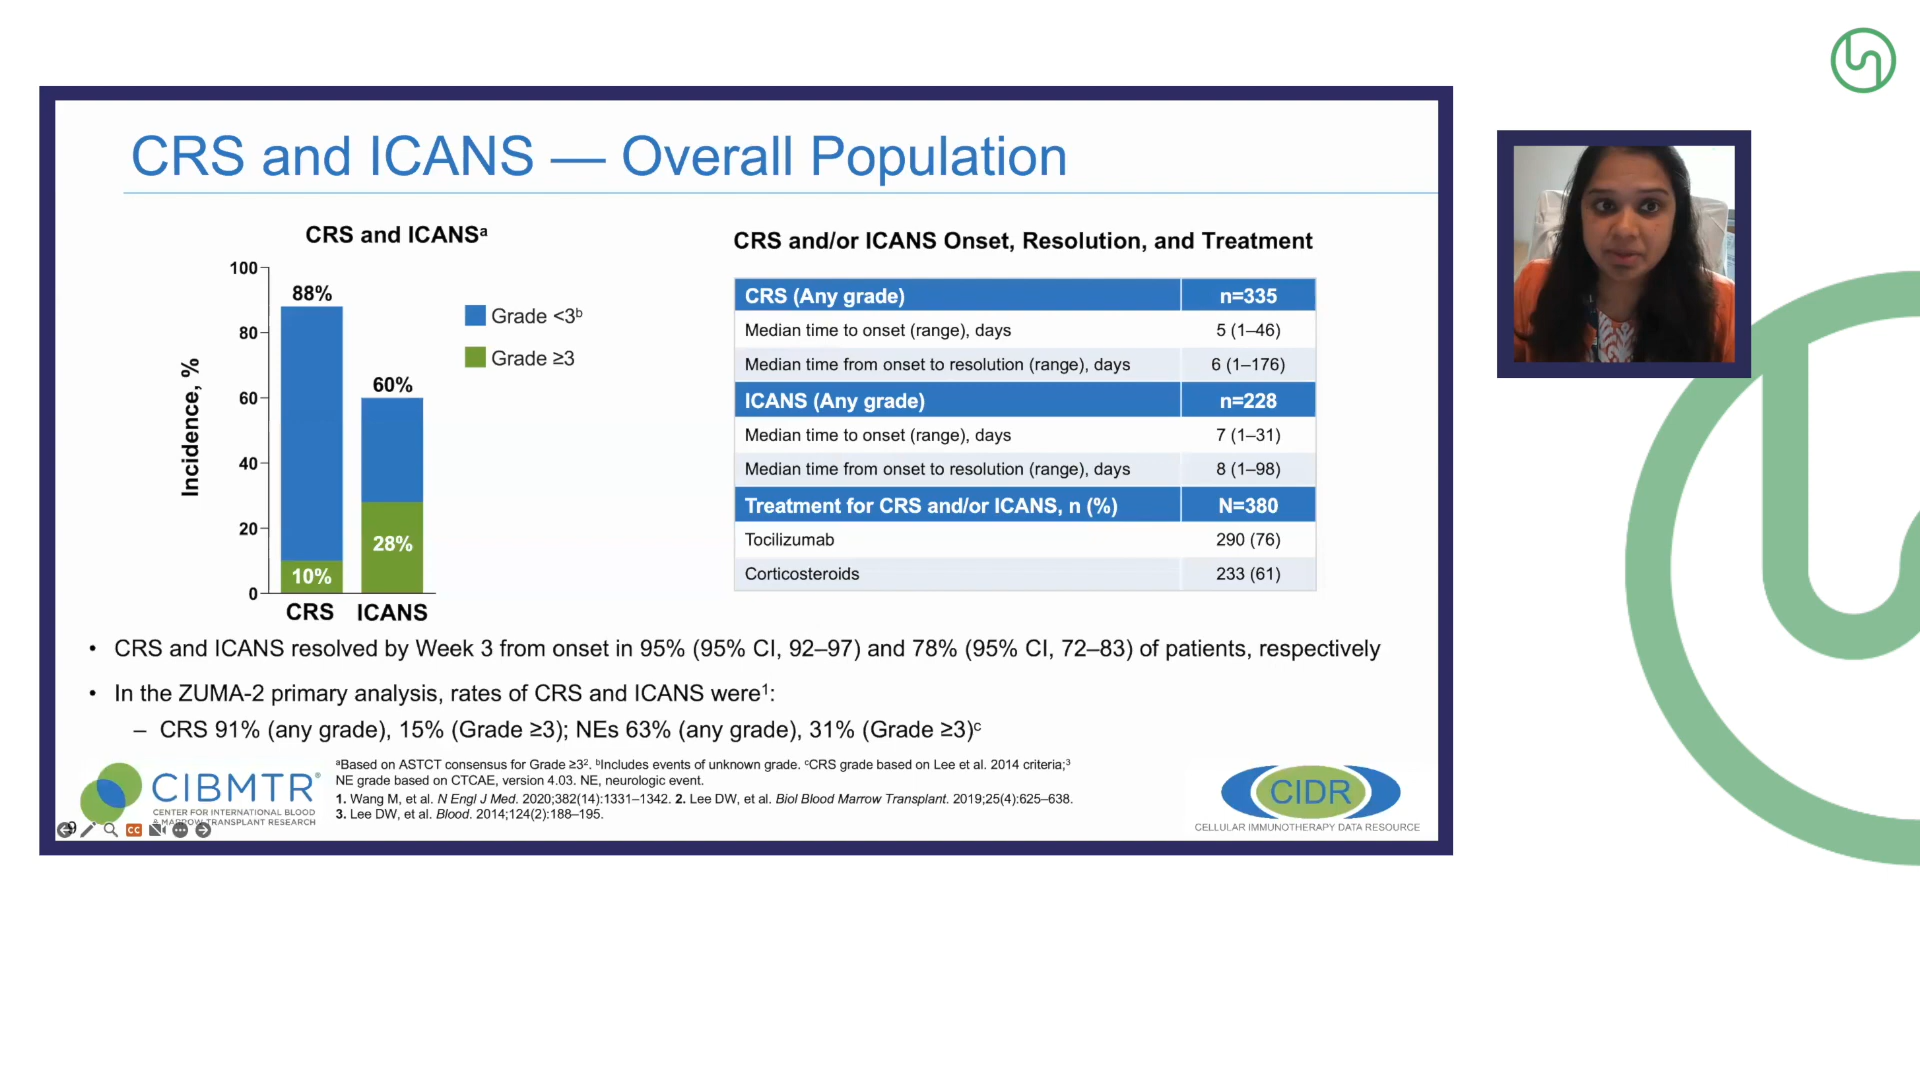 CRS and ICANS — Overall Population
CRS and ICANSᵃ
100
80
60
40
20
0
Incidence, %
88%
10%
60%
28%
CRS ICANS
Grade <3ᵇ
Grade ≥3
CRS and/or ICANS Onset, Resolution, and Treatment
CRS (Any grade) n=335
Median time to onset (range), days 5 (1–46)
Median time from onset to resolution (range), days 6 (1–176)
ICANS (Any grade) n=228
Median time to onset (range), days 7 (1–31)
Median time from onset to resolution (range), days 8 (1–98)
Treatment for CRS and/or ICANS, n (%) N=380
Tocilizumab 290 (76)
Corticosteroids 233 (61)
• CRS and ICANS resolved by Week 3 from onset in 95% (95% CI, 92–97) and 78% (95% CI, 72–83) of patients, respectively
• In the ZUMA-2 primary analysis, rates of CRS and ICANS were¹:
– CRS 91% (any grade), 15% (Grade ≥3); NEs 63% (any grade), 31% (Grade ≥3)ᶜ
ᵃBased on ASTCT consensus for Grade ≥3². ᵇIncludes events of unknown grade. ᶜCRS grade based on Lee et al. 2014 criteria;³
NE grade based on CTCAE, version 4.03. NE, neurologic event.
1. Wang M, et al. N Engl J Med. 2020;382(14):1331–1342. 2. Lee DW, et al. Biol Blood Marrow Transplant. 2019;25(4):625–638.
3. Lee DW, et al. Blood. 2014;124(2):188–195.
CIBMTR®
CENTER FOR INTERNATIONAL BLOOD
& MARROW TRANSPLANT RESEARCH
9
CC
CIDR
CELLULAR IMMUNOTHERAPY DATA RESOURCE